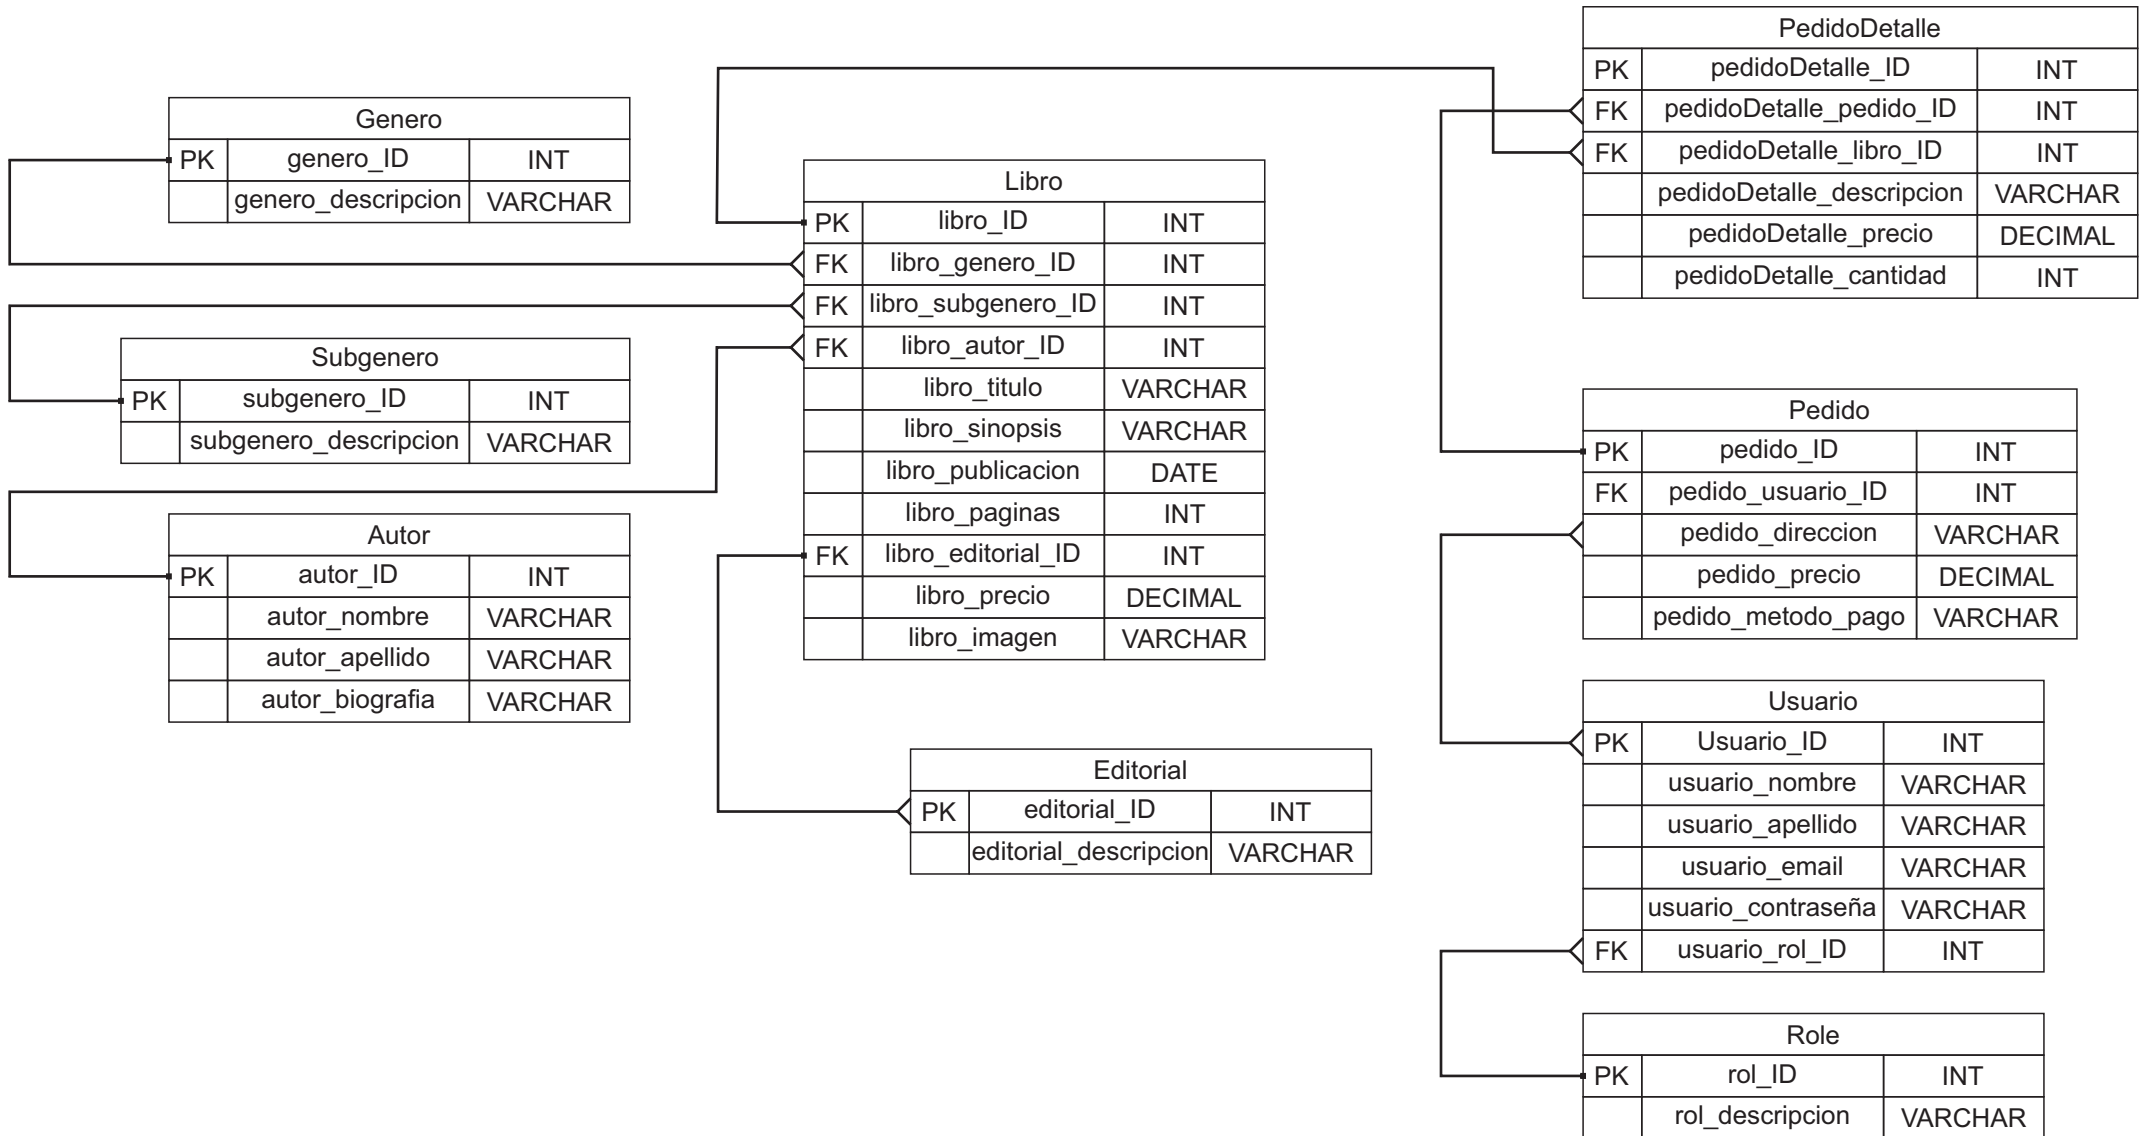 Genero
PK genero_ID INT
genero_descripcion VARCHAR
Subgenero
PK subgenero_ID INT
subgenero_descripcion VARCHAR
Autor
PK autor_ID INT
autor_nombre VARCHAR
autor_apellido VARCHAR
autor_biografia VARCHAR
Libro
PK libro_ID INT
FK libro_genero_ID INT
FK libro_subgenero_ID INT
FK libro_autor_ID INT
libro_titulo VARCHAR
libro_sinopsis VARCHAR
libro_publicacion DATE
libro_paginas INT
FK libro_editorial_ID INT
libro_precio DECIMAL
libro_imagen VARCHAR
Editorial
PK editorial_ID INT
editorial_descripcion VARCHAR
PedidoDetalle
PK pedidoDetalle_ID INT
FK pedidoDetalle_pedido_ID INT
FK pedidoDetalle_libro_ID INT
pedidoDetalle_descripcion VARCHAR
pedidoDetalle_precio DECIMAL
pedidoDetalle_cantidad INT
Pedido
PK pedido_ID INT
FK pedido_usuario_ID INT
pedido_direccion VARCHAR
pedido_precio DECIMAL
pedido_metodo_pago VARCHAR
Usuario
PK Usuario_ID INT
usuario_nombre VARCHAR
usuario_apellido VARCHAR
usuario_email VARCHAR
usuario_contraseña VARCHAR
FK usuario_rol_ID INT
Role
PK rol_ID INT
rol_descripcion VARCHAR